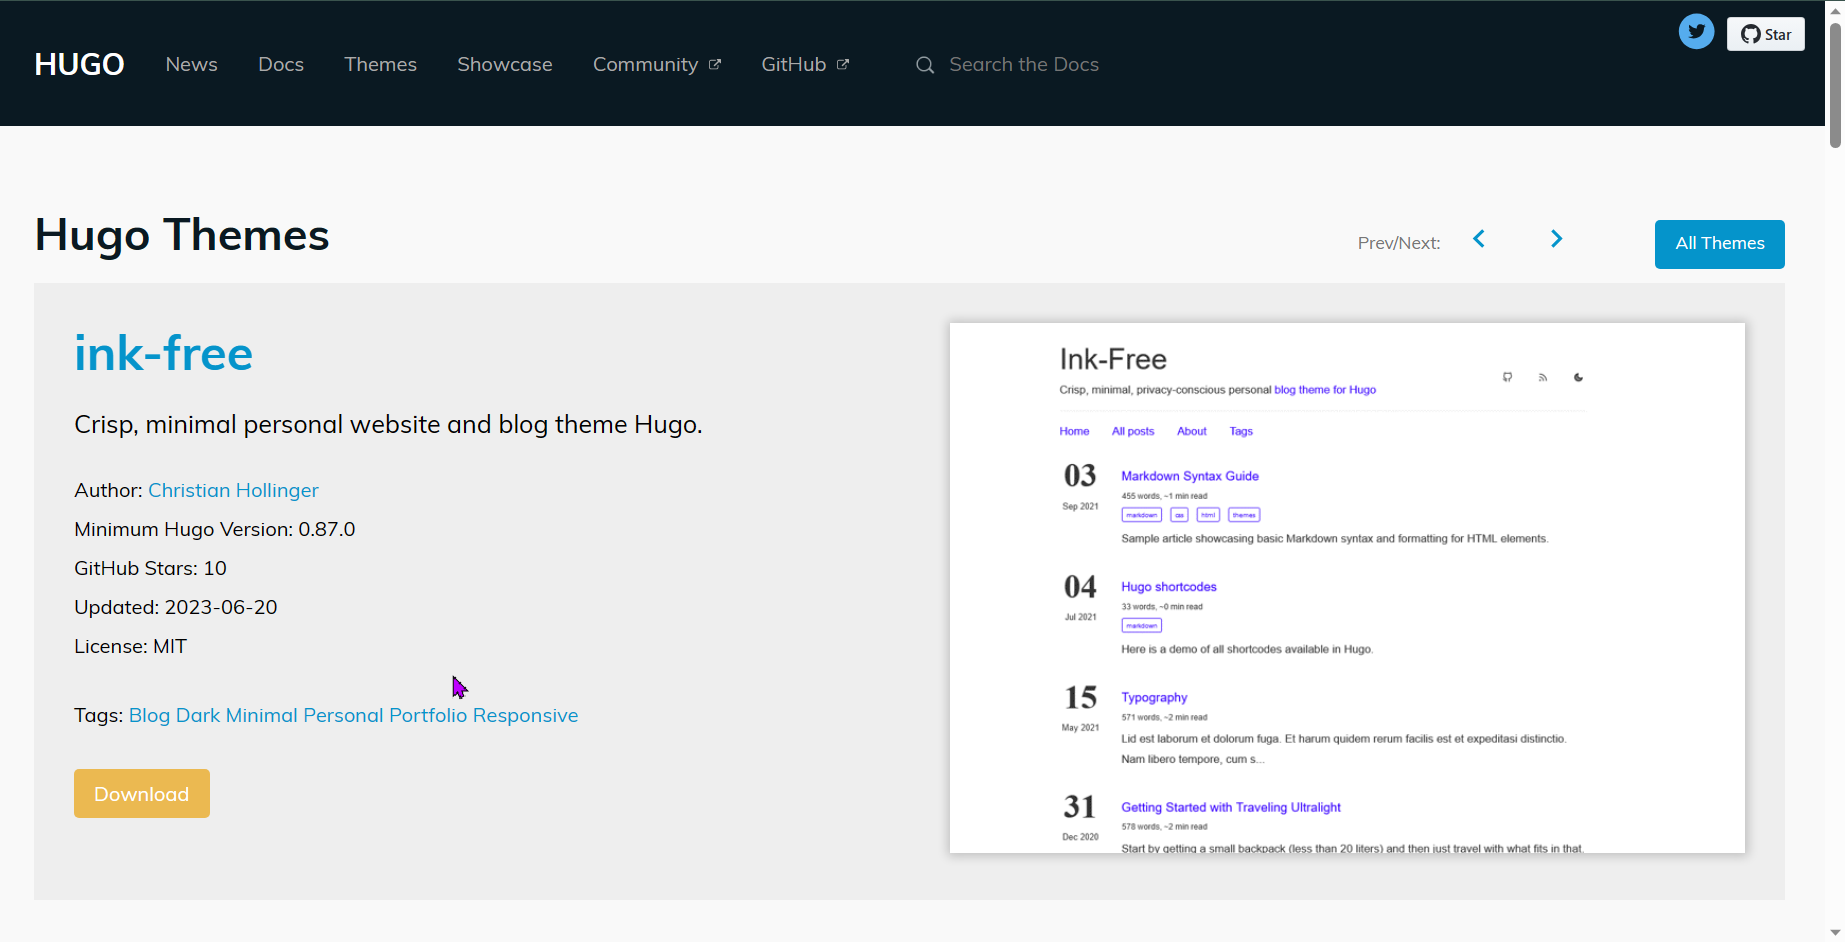 HUGO News Docs Themes Showcase Community GitHub Search the Docs Star
Hugo Themes
Prev/Next: All Themes
ink-free
Crisp, minimal personal website and blog theme Hugo.
Author: Christian Hollinger
Minimum Hugo Version: 0.87.0
GitHub Stars: 10
Updated: 2023-06-20
License: MIT
Tags: Blog Dark Minimal Personal Portfolio Responsive
Download
Ink-Free
Crisp, minimal, privacy-conscious personal blog theme for Hugo
Home All posts About Tags
03
Sep 2021
Markdown Syntax Guide
455 words, ~1 min read
markdown css html themes
Sample article showcasing basic Markdown syntax and formatting for HTML elements.
04
Jul 2021
Hugo shortcodes
33 words, ~0 min read
markdown
Here is a demo of all shortcodes available in Hugo.
15
May 2021
Typography
571 words, ~2 min read
Lid est laborum et dolorum fuga. Et harum quidem rerum facilis est et expeditasi distinctio.
Nam libero tempore, cum s...
31
Dec 2020
Getting Started with Traveling Ultralight
578 words, ~2 min read
Start by getting a small backpack (less than 20 liters) and then just travel with what fits in that.